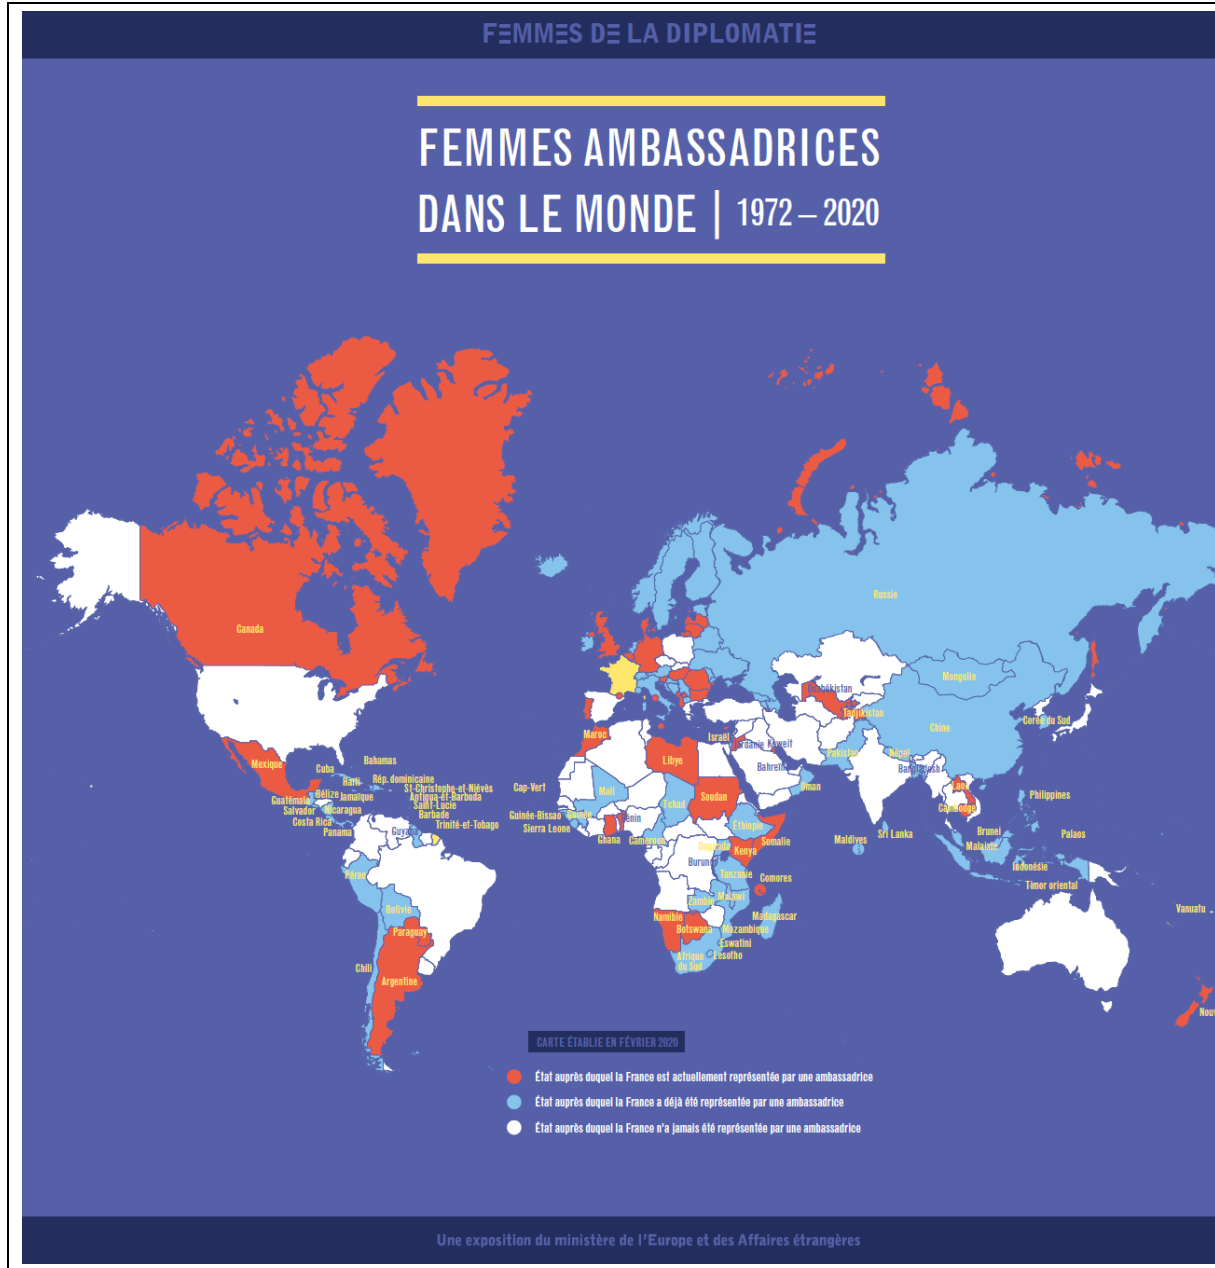 FEMMES DE LA DIPLOMATIE
FEMMES AMBASSADRICES
DANS LE MONDE | 1972 – 2020
Canada
Russie
Mongolie
Ouzbékistan
Tadjikistan
Chine
Corée du Sud
Maroc
Israël
Jordanie
Koweit
Mexique
Libye
Pakistan
Népal
Bahamas
Cuba
Bahreïn
Bangladesh
Haïti
Rép. dominicaine
Oman
Laos
St-Christophe-et-Niévès
Cap-Vert
Mali
Soudan
Philippines
Guatémala
Bélize
Jamaïque
Antigua-et-Barbuda
Tchad
Cambodge
Salvador
Nicaragua
Saint-Lucie
Barbade
Guinée-Bissao
Guinée
Bénin
Éthiopie
Costa Rica
Trinité-et-Tobago
Sierra Leone
Panama
Guyana
Ghana
Cameroun
Ouganda
Kenya
Somalie
Maldives
Sri Lanka
Brunei
Palaos
Malaisie
Burundi
Indonésie
Pérou
Tanzanie
Comores
Timor oriental
Bolivie
Zambie
Malawi
Vanuatu
Namibie
Madagascar
Paraguay
Botswana
Mozambique
Eswatini
Afrique
du Sud
Lesotho
Chili
Argentine
Nouv
CARTE ÉTABLIE EN FÉVRIER 2020
État auprès duquel la France est actuellement représentée par une ambassadrice
État auprès duquel la France a déjà été représentée par une ambassadrice
État auprès duquel la France n'a jamais été représentée par une ambassadrice
Une exposition du ministère de l'Europe et des Affaires étrangères